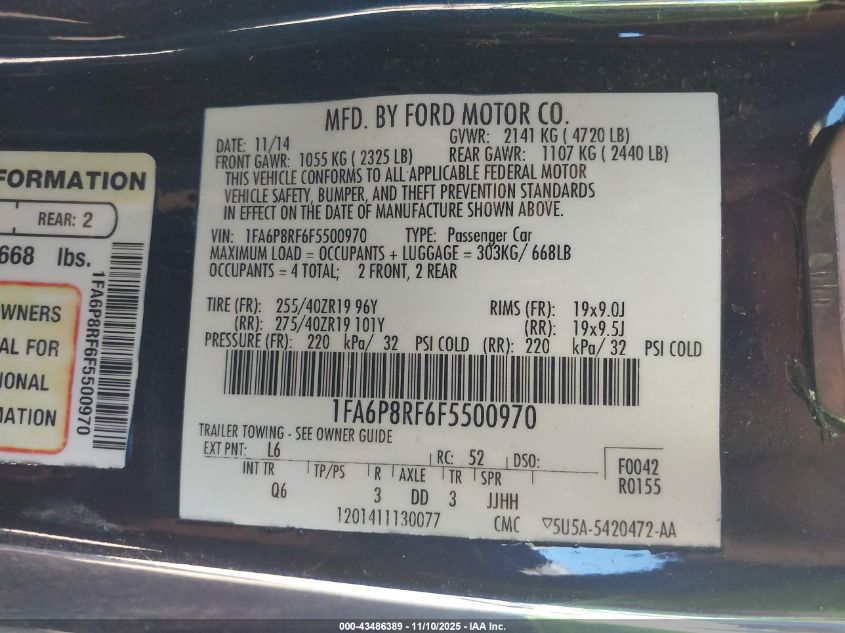 FORMATION
REAR: 2
668 lbs.
WNERS
AL FOR
IONAL
MATION
1FA6P8RF6F5500970
MFD. BY FORD MOTOR CO.
DATE: 11/14 GVWR: 2141 KG ( 4720 LB)
FRONT GAWR: 1055 KG ( 2325 LB) REAR GAWR: 1107 KG ( 2440 LB)
THIS VEHICLE CONFORMS TO ALL APPLICABLE FEDERAL MOTOR
VEHICLE SAFETY, BUMPER, AND THEFT PREVENTION STANDARDS
IN EFFECT ON THE DATE OF MANUFACTURE SHOWN ABOVE.
VIN: 1FA6P8RF6F5500970 TYPE: Passenger Car
MAXIMUM LOAD = OCCUPANTS + LUGGAGE = 303KG/ 668LB
OCCUPANTS = 4 TOTAL; 2 FRONT, 2 REAR
TIRE (FR): 255/40ZR19 96Y RIMS (FR): 19x9.0J
(RR): 275/40ZR19 101Y (RR): 19x9.5J
PRESSURE (FR): 220 kPa/ 32 PSI COLD (RR): 220 kPa/ 32 PSI COLD
1FA6P8RF6F5500970
TRAILER TOWING - SEE OWNER GUIDE
EXT PNT: L6 RC: 52 DSO: F0042
INT TR TP/PS R AXLE TR SPR R0155
Q6 3 DD 3 JJHH
1201411130077 CMC ▽5U5A-5420472-AA
000-43486389 - 11/10/2025 - IAA Inc.